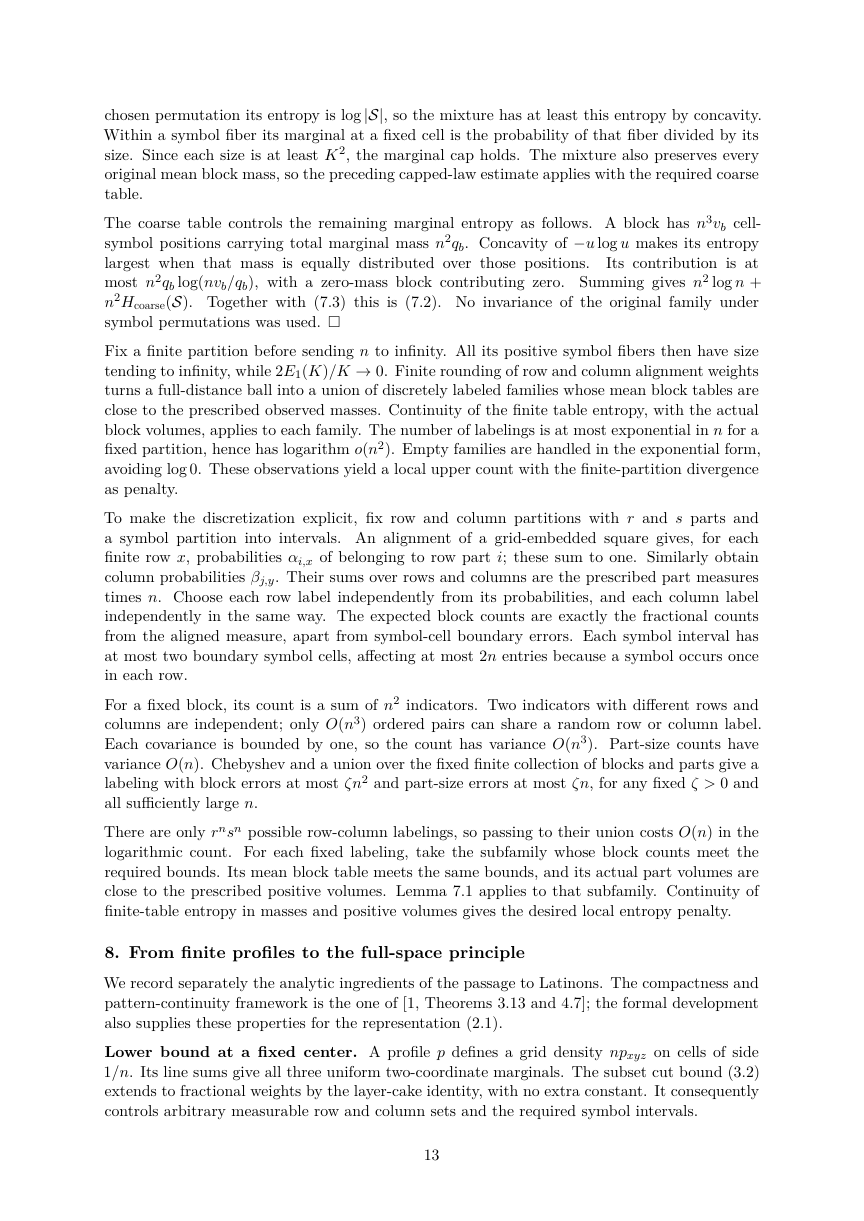 chosen permutation its entropy is log |𝒮|, so the mixture has at least this entropy by concavity.
Within a symbol fiber its marginal at a fixed cell is the probability of that fiber divided by its
size. Since each size is at least K², the marginal cap holds. The mixture also preserves every
original mean block mass, so the preceding capped-law estimate applies with the required coarse
table.
The coarse table controls the remaining marginal entropy as follows. A block has n³v_b cell-
symbol positions carrying total marginal mass n²q_b. Concavity of −u log u makes its entropy
largest when that mass is equally distributed over those positions. Its contribution is at
most n²q_b log(nv_b/q_b), with a zero-mass block contributing zero. Summing gives n² log n +
n²H_coarse(𝒮). Together with (7.3) this is (7.2). No invariance of the original family under
symbol permutations was used. □
Fix a finite partition before sending n to infinity. All its positive symbol fibers then have size
tending to infinity, while 2E₁(K)/K → 0. Finite rounding of row and column alignment weights
turns a full-distance ball into a union of discretely labeled families whose mean block tables are
close to the prescribed observed masses. Continuity of the finite table entropy, with the actual
block volumes, applies to each family. The number of labelings is at most exponential in n for a
fixed partition, hence has logarithm o(n²). Empty families are handled in the exponential form,
avoiding log 0. These observations yield a local upper count with the finite-partition divergence
as penalty.
To make the discretization explicit, fix row and column partitions with r and s parts and
a symbol partition into intervals. An alignment of a grid-embedded square gives, for each
finite row x, probabilities α_{i,x} of belonging to row part i; these sum to one. Similarly obtain
column probabilities β_{j,y}. Their sums over rows and columns are the prescribed part measures
times n. Choose each row label independently from its probabilities, and each column label
independently in the same way. The expected block counts are exactly the fractional counts
from the aligned measure, apart from symbol-cell boundary errors. Each symbol interval has
at most two boundary symbol cells, affecting at most 2n entries because a symbol occurs once
in each row.
For a fixed block, its count is a sum of n² indicators. Two indicators with different rows and
columns are independent; only O(n³) ordered pairs can share a random row or column label.
Each covariance is bounded by one, so the count has variance O(n³). Part-size counts have
variance O(n). Chebyshev and a union over the fixed finite collection of blocks and parts give a
labeling with block errors at most ζn² and part-size errors at most ζn, for any fixed ζ > 0 and
all sufficiently large n.
There are only rⁿsⁿ possible row-column labelings, so passing to their union costs O(n) in the
logarithmic count. For each fixed labeling, take the subfamily whose block counts meet the
required bounds. Its mean block table meets the same bounds, and its actual part volumes are
close to the prescribed positive volumes. Lemma 7.1 applies to that subfamily. Continuity of
finite-table entropy in masses and positive volumes gives the desired local entropy penalty.
8. From finite profiles to the full-space principle
We record separately the analytic ingredients of the passage to Latinons. The compactness and
pattern-continuity framework is the one of [1, Theorems 3.13 and 4.7]; the formal development
also supplies these properties for the representation (2.1).
Lower bound at a fixed center. A profile p defines a grid density np_{xyz} on cells of side
1/n. Its line sums give all three uniform two-coordinate marginals. The subset cut bound (3.2)
extends to fractional weights by the layer-cake identity, with no extra constant. It consequently
controls arbitrary measurable row and column sets and the required symbol intervals.
13